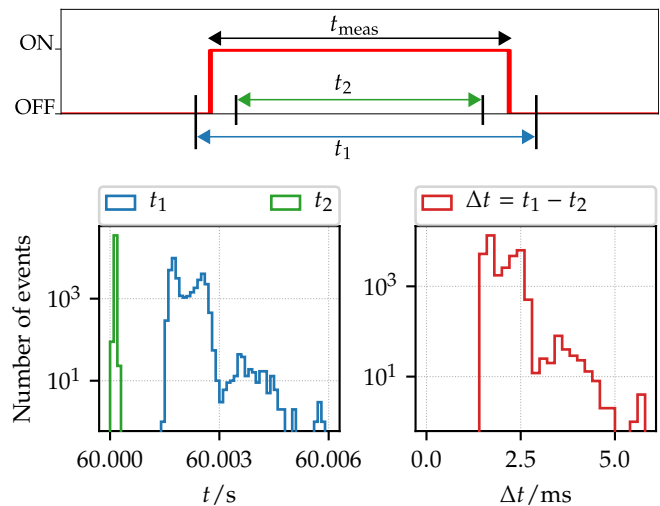 t_meas
ON
t_2
OFF
t_1
t_1 t_2
Δt = t_1 − t_2
Number of events
10^3
10^1
60.000 60.003 60.006
t/s
10^3
10^1
0.0 2.5 5.0
Δt/ms